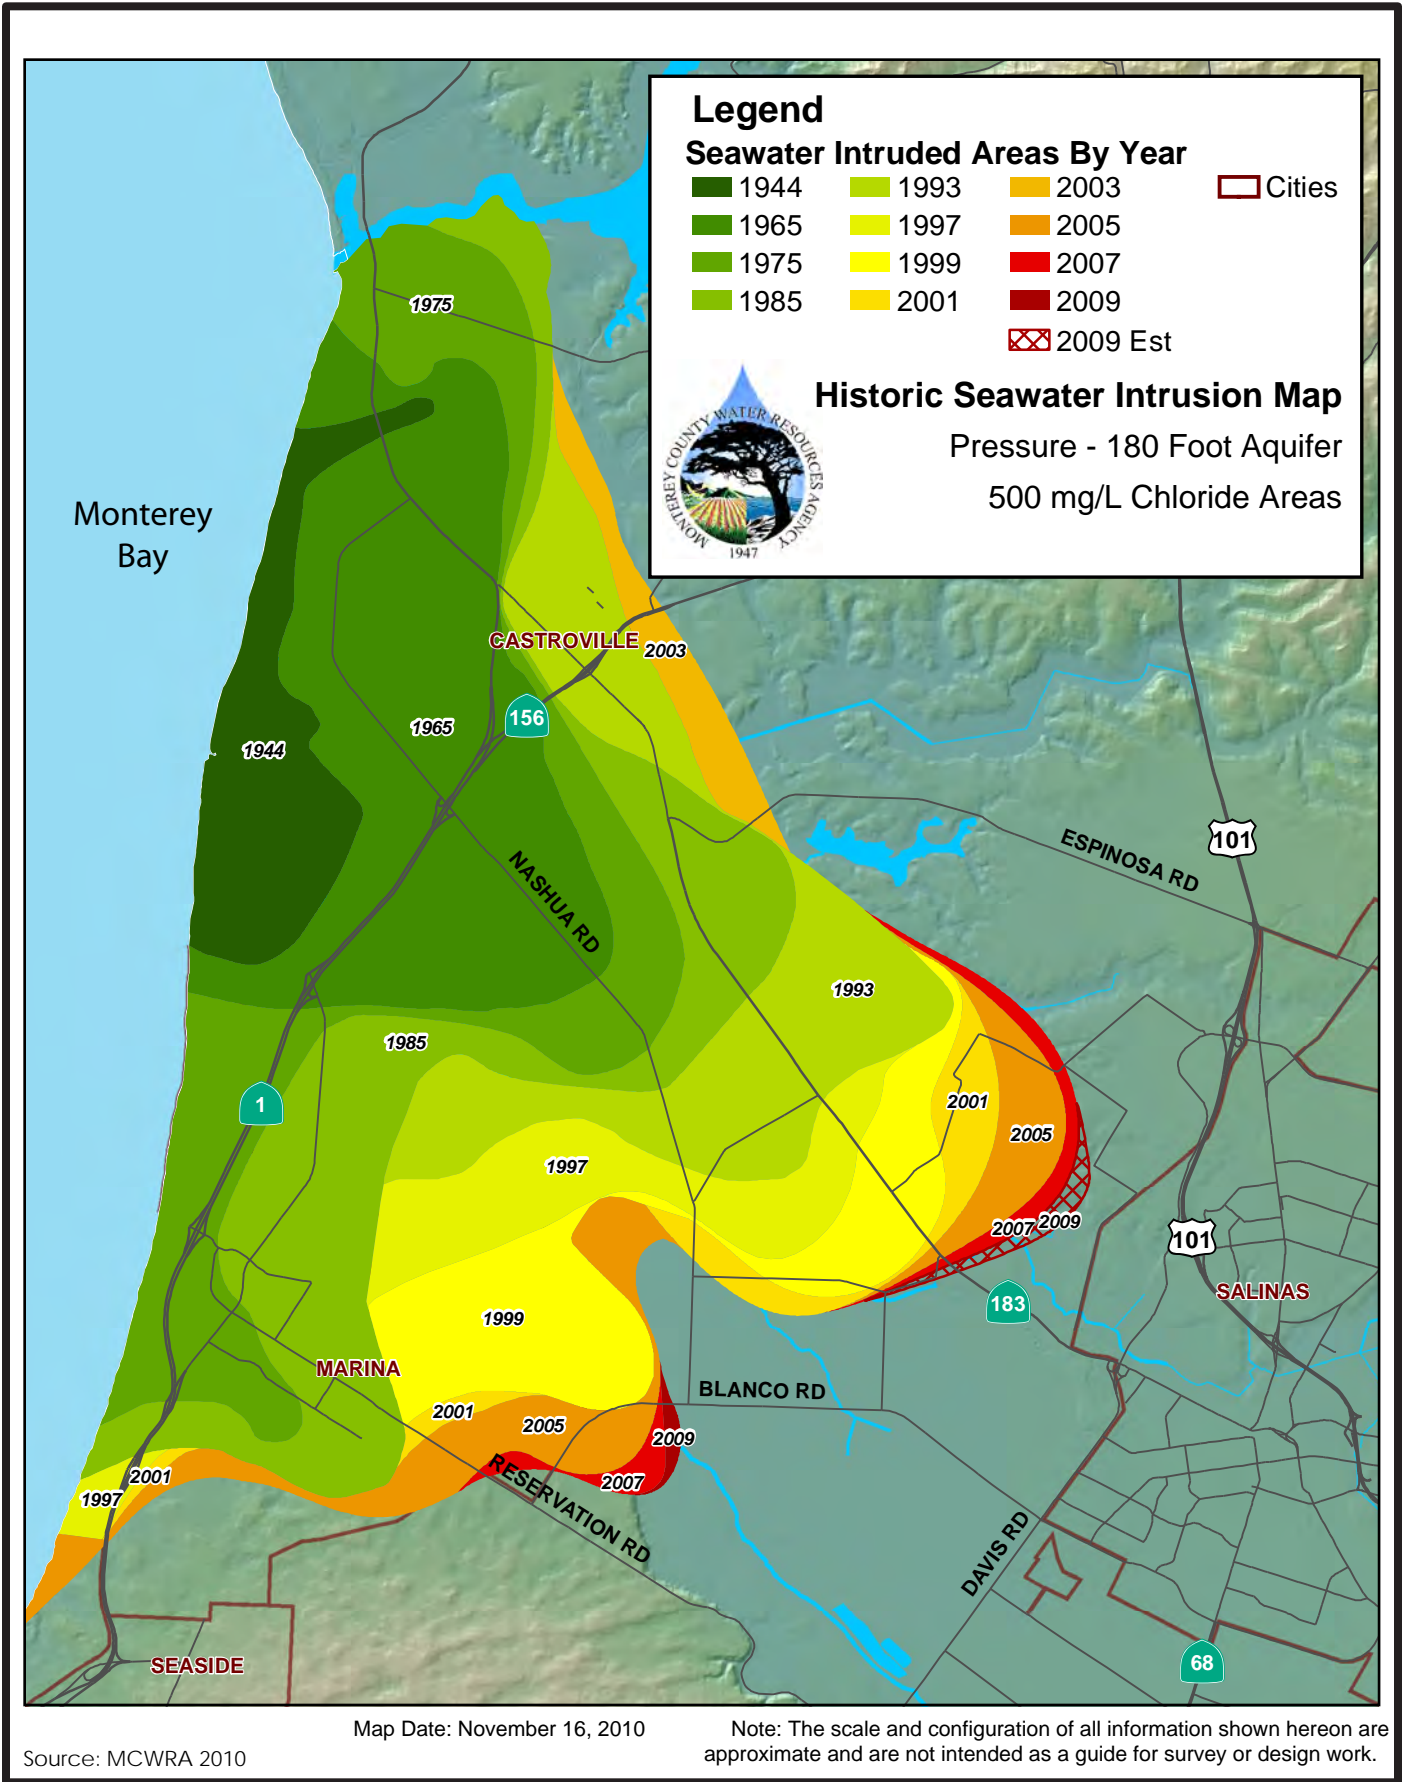 Legend
Seawater Intruded Areas By Year
1944
1965
1975
1985
1993
1997
1999
2001
2003
2005
2007
2009
2009 Est
Cities
Historic Seawater Intrusion Map
Pressure - 180 Foot Aquifer
500 mg/L Chloride Areas
MONTEREY COUNTY WATER RESOURCES AGENCY
1947
Monterey
Bay
1975
CASTROVILLE
2003
156
1965
1944
101
ESPINOSA RD
NASHUA RD
1993
1985
1
2001
2005
1997
2007
2009
101
SALINAS
183
1999
MARINA
BLANCO RD
2001
2005
2009
2007
RESERVATION RD
2001
1997
DAVIS RD
SEASIDE
68
Map Date: November 16, 2010
Note: The scale and configuration of all information shown hereon are
approximate and are not intended as a guide for survey or design work.
Source: MCWRA 2010